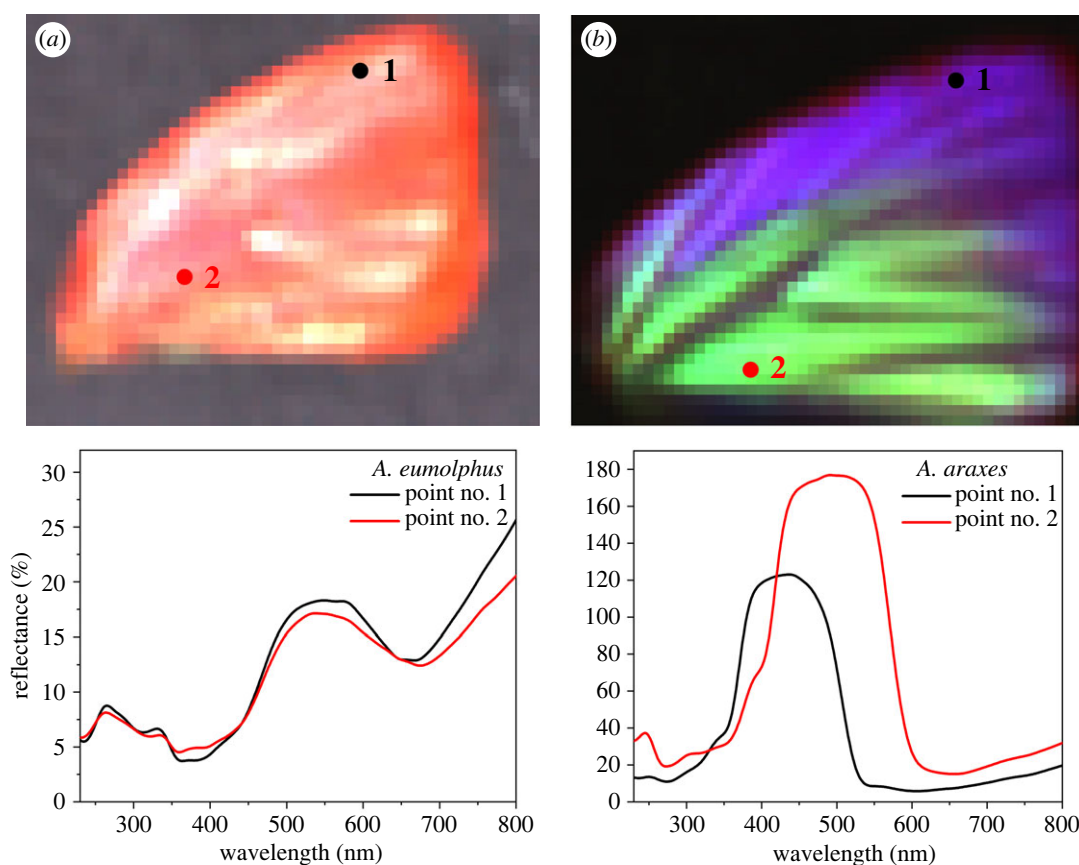 (a)
1
2
(b)
1
2
A. eumolphus
point no. 1
point no. 2
reflectance (%)
30
25
20
15
10
5
0
300 400 500 600 700 800
wavelength (nm)
A. araxes
point no. 1
point no. 2
180
160
140
120
100
80
60
40
20
0
300 400 500 600 700 800
wavelength (nm)